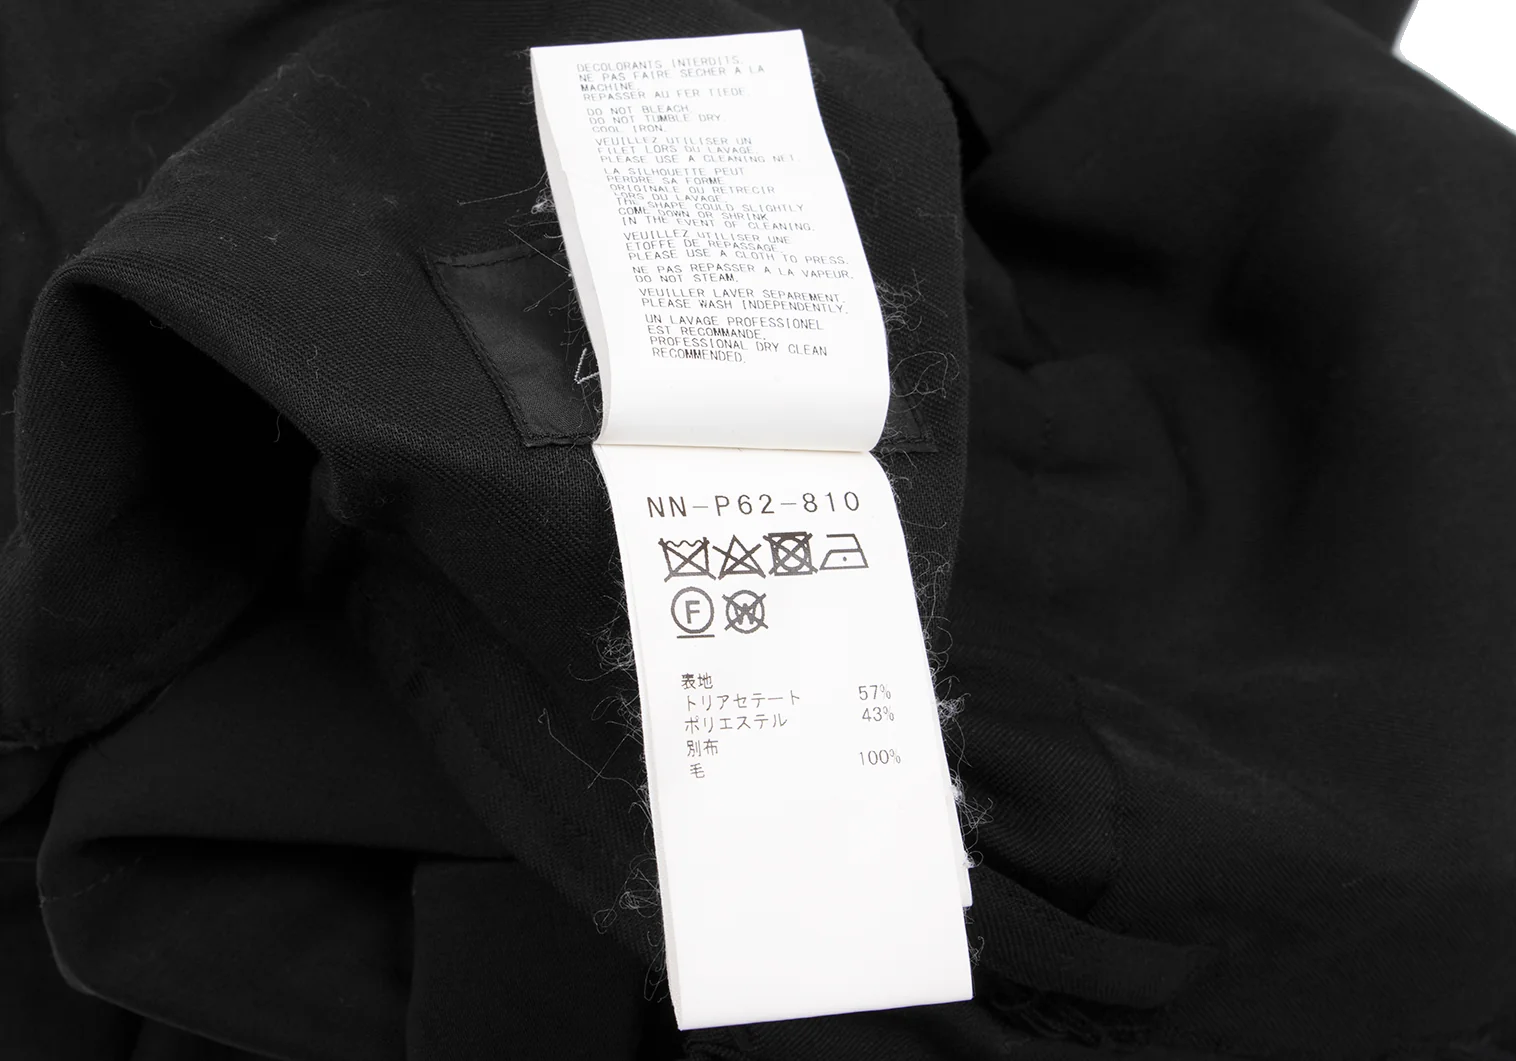 DECOLORANTS INTERDITS.
NE PAS FAIRE SECHER A LA
MACHINE.
REPASSER AU FER TIEDE.
DO NOT BLEACH.
DO NOT TUMBLE DRY.
COOL IRON.
VEUILLEZ UTILISER UN
FILET LORS DU LAVAGE.
PLEASE USE A CLEANING NET.
LA SILHOUETTE PEUT
PERDRE SA FORME
ORIGINALE OU RETRECIR
LORS DU LAVAGE.
THE SHAPE COULD SLIGHTLY
COME DOWN OR SHRINK
IN THE EVENT OF CLEANING.
VEUILLEZ UTILISER UNE
ETOFFE DE REPASSAGE.
PLEASE USE A CLOTH TO PRESS.
NE PAS REPASSER A LA VAPEUR.
DO NOT STEAM.
VEUILLER LAVER SEPAREMENT.
PLEASE WASH INDEPENDENTLY.
UN LAVAGE PROFESSIONEL
EST RECOMMANDE.
PROFESSIONAL DRY CLEAN
RECOMMENDED.
NN-P62-810
F W
表地
トリアセテート 57%
ポリエステル 43%
別布
毛 100%